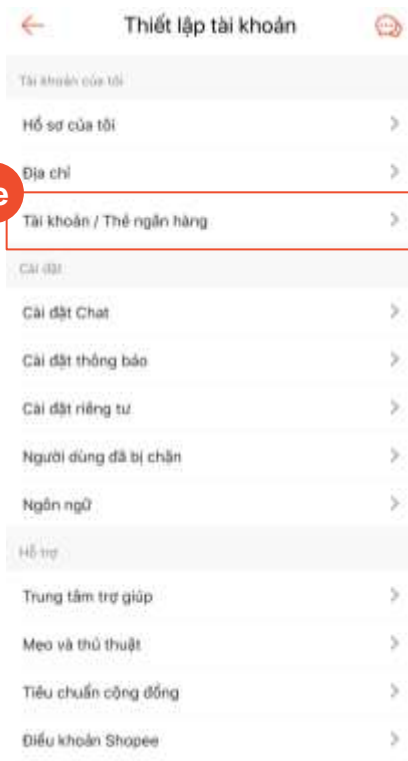 Thiết lập tài khoản
Tài khoản của tôi
Hồ sơ của tôi
Địa chỉ
e
Tài khoản / Thẻ ngân hàng
Cài đặt
Cài đặt Chat
Cài đặt thông báo
Cài đặt riêng tư
Người dùng đã bị chặn
Ngôn ngữ
Hỗ trợ
Trung tâm trợ giúp
Mẹo và thủ thuật
Tiêu chuẩn cộng đồng
Điều khoản Shopee